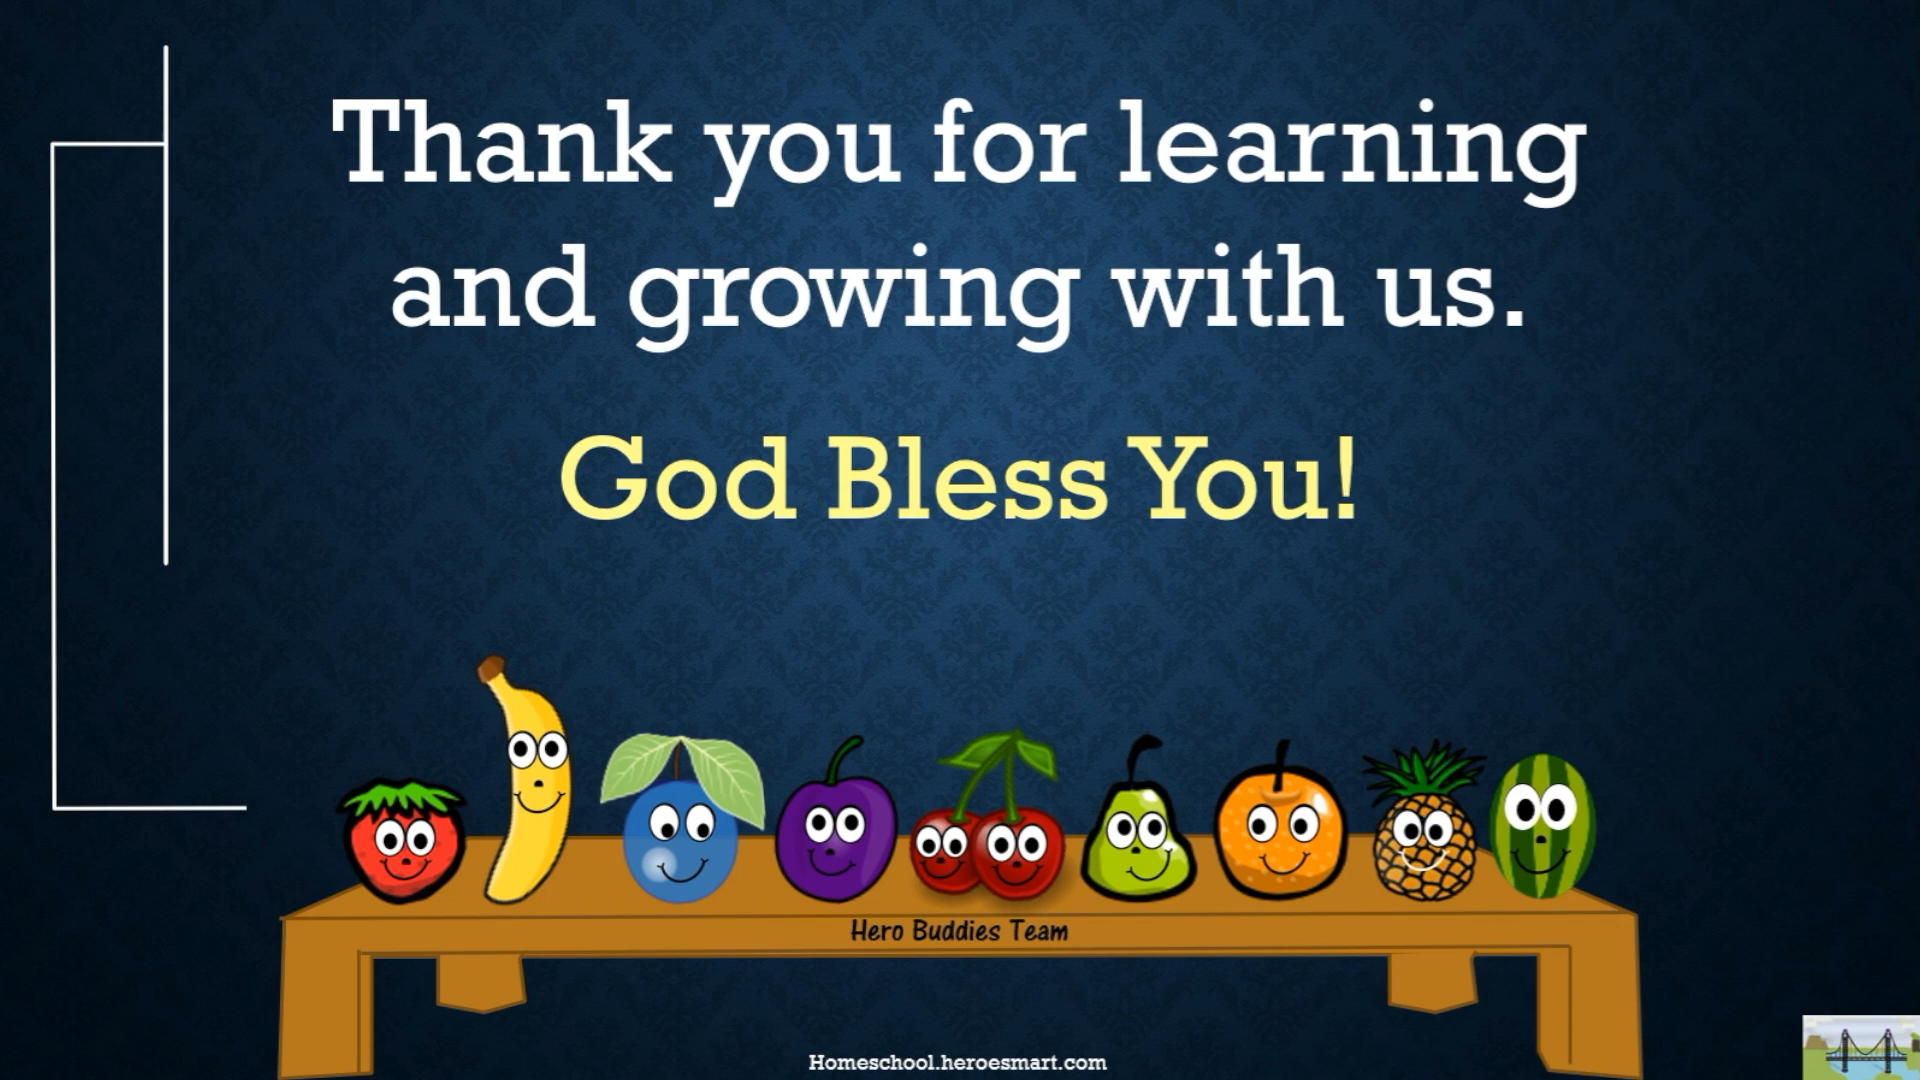 Thank you for learning
and growing with us.
God Bless You!
Hero Buddies Team
Homeschool.heroesmart.com